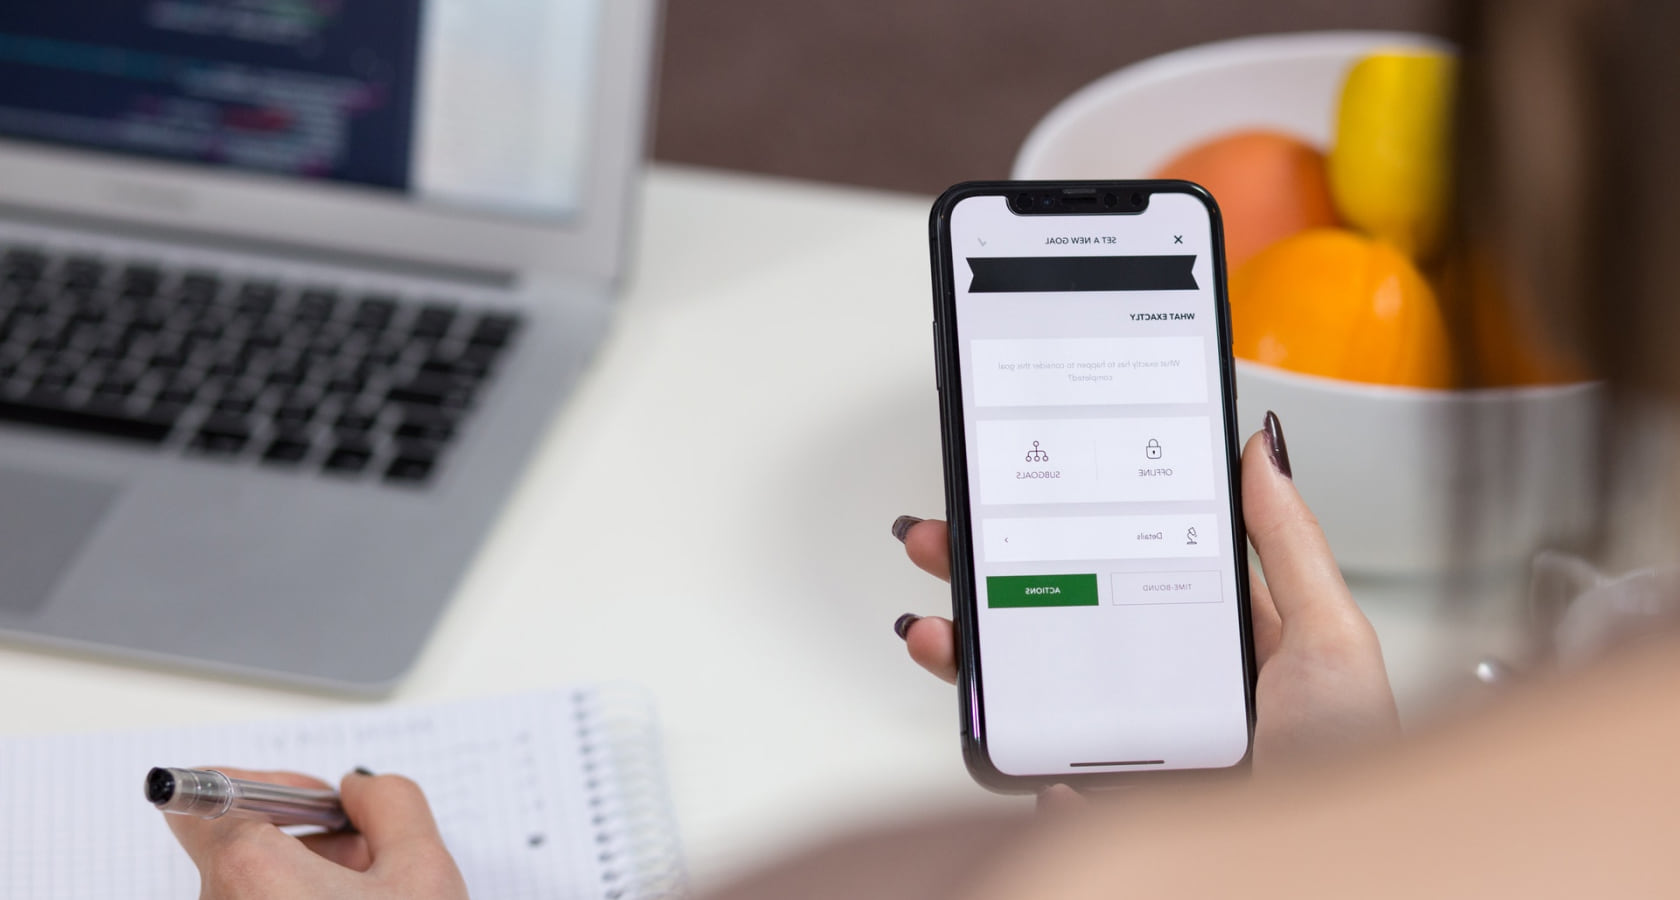 SET A NEW GOAL
WHAT EXACTLY
What exactly has to happen to consider this goal
completed?
OFFLINE SUBGOALS
Details
TIME-BOUND ACTIONS